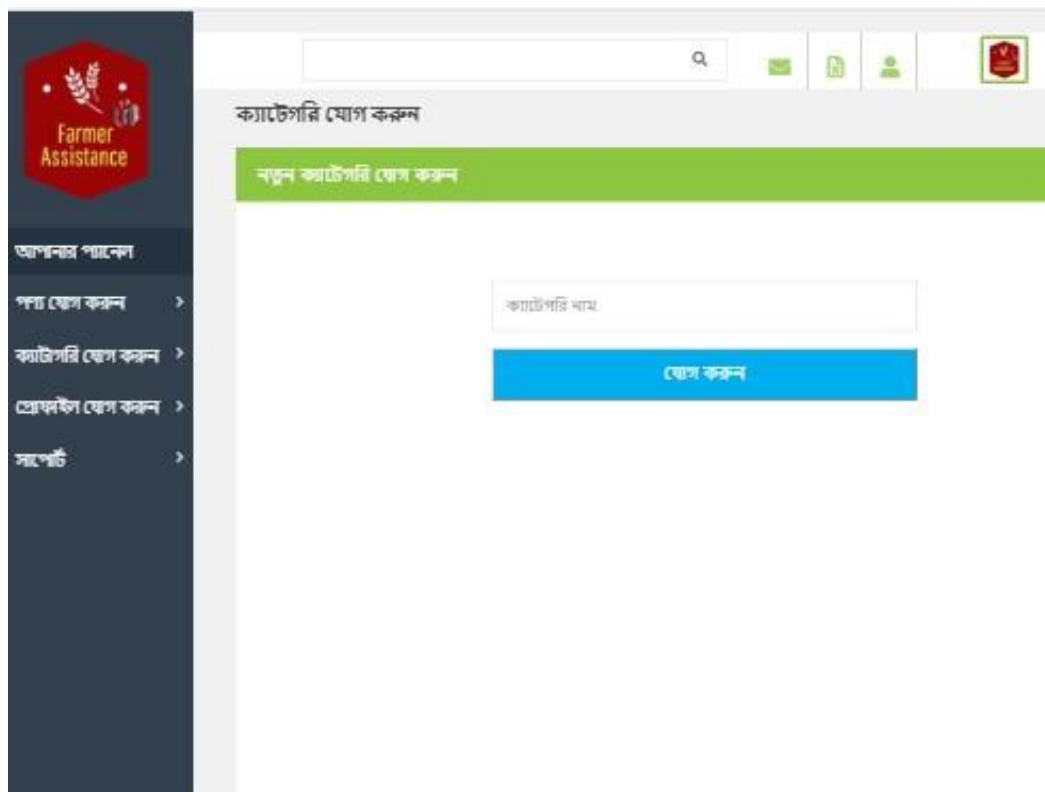 Farmer
Assistance
ক্যাটেগরি যোগ করুন
নতুন ক্যাটেগরি যোগ করুন
আপনার প্যানেল
পণ্য যোগ করুন
ক্যাটাগরি যোগ করুন
প্রোফাইল যোগ করুন
সাপোর্ট
ক্যাটেগরি নাম
যোগ করুন